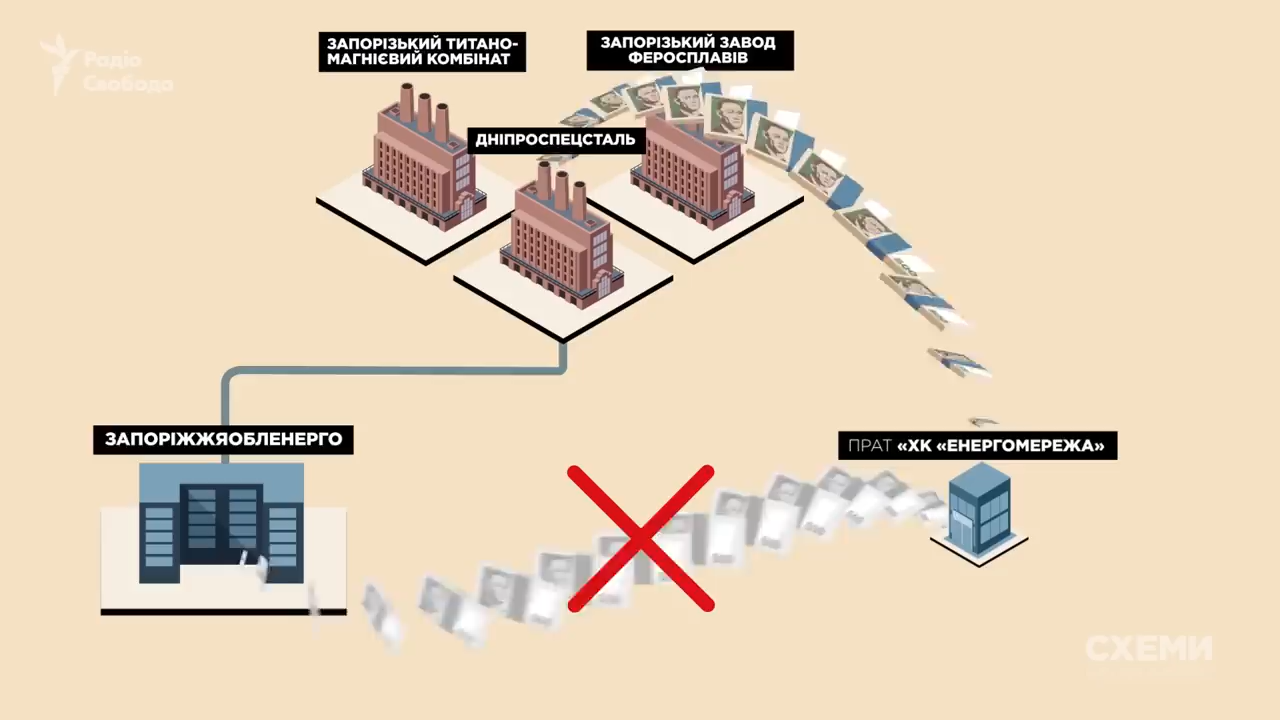 Радіо
Свобода
ЗАПОРІЗЬКИЙ ТИТАНО-
МАГНІЄВИЙ КОМБІНАТ
ЗАПОРІЗЬКИЙ ЗАВОД
ФЕРОСПЛАВІВ
ДНІПРОСПЕЦСТАЛЬ
ЗАПОРІЖЖЯОБЛЕНЕРГО
ПРАТ «ХК «ЕНЕРГОМЕРЕЖА»
СХЕМИ